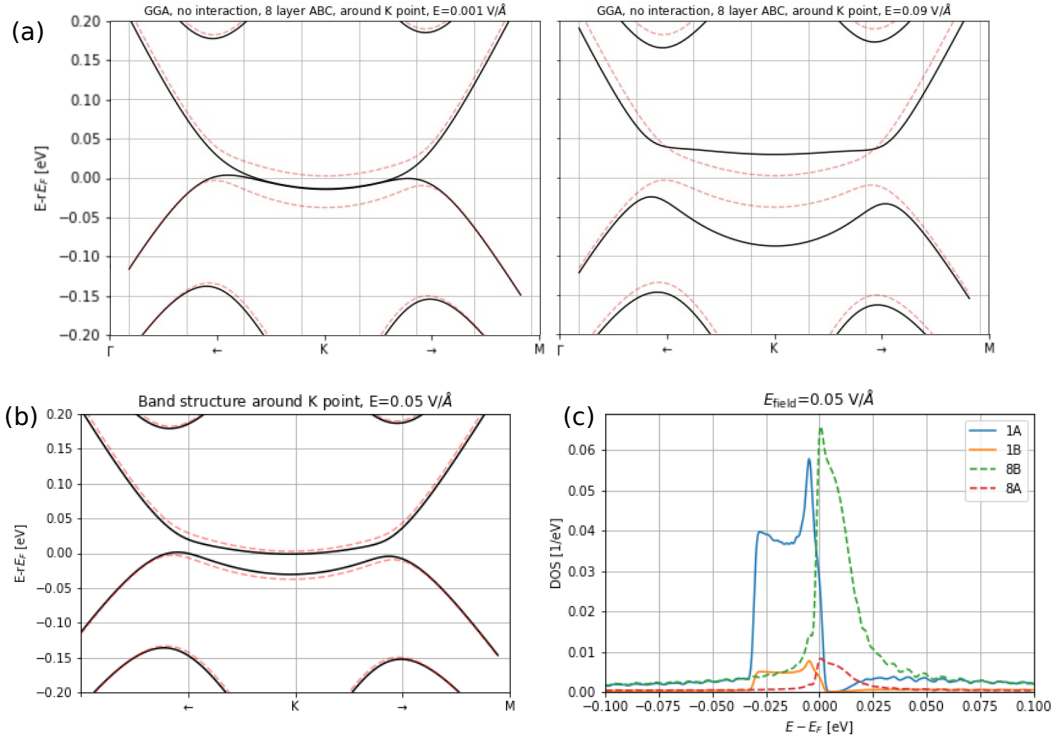 (a)
GGA, no interaction, 8 layer ABC, around K point, E=0.001 V/Å
GGA, no interaction, 8 layer ABC, around K point, E=0.09 V/Å
E-rE_F [eV]
0.20
0.15
0.10
0.05
0.00
−0.05
−0.10
−0.15
−0.20
Γ ← K → M
Γ ← K → M
(b)
Band structure around K point, E=0.05 V/Å
E-rE_F [eV]
0.20
0.15
0.10
0.05
0.00
−0.05
−0.10
−0.15
−0.20
← K → M
(c)
E_field=0.05 V/Å
DOS [1/eV]
0.06
0.05
0.04
0.03
0.02
0.01
0.00
1A
1B
8B
8A
−0.100 −0.075 −0.050 −0.025 0.000 0.025 0.050 0.075 0.100
E − E_F [eV]